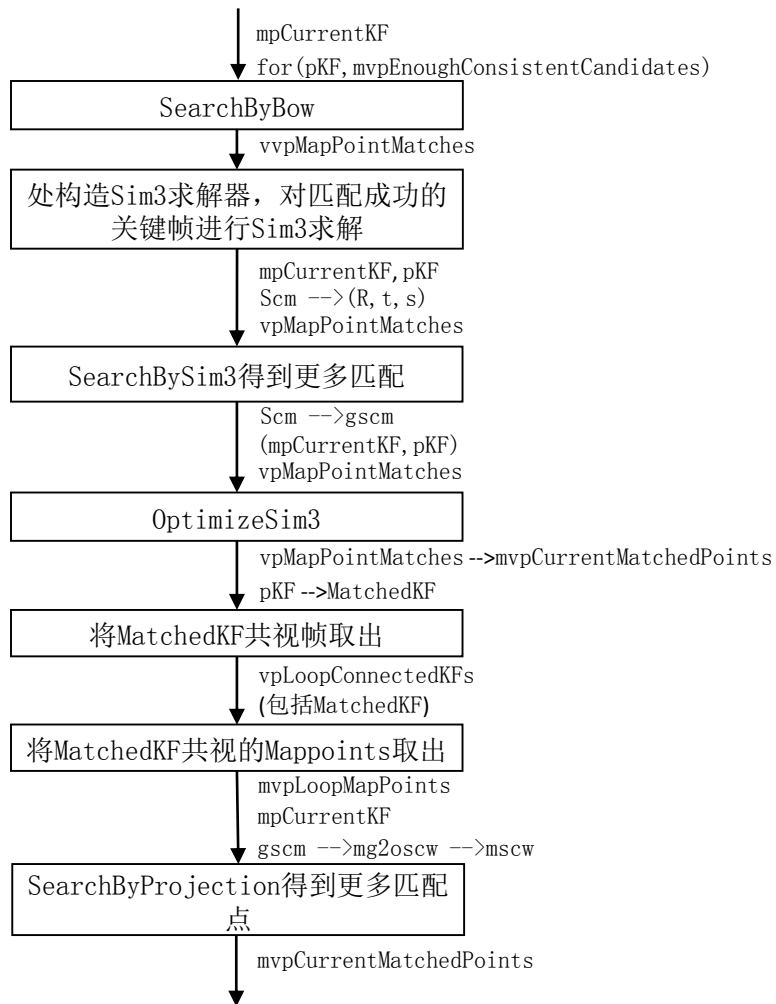 mpCurrentKF
for(pKF,mvpEnoughConsistentCandidates)
SearchByBow
vvpMapPointMatches
处构造Sim3求解器，对匹配成功的
关键帧进行Sim3求解
mpCurrentKF,pKF
Scm -->(R,t,s)
vpMapPointMatches
SearchBySim3得到更多匹配
Scm -->gscm
(mpCurrentKF,pKF)
vpMapPointMatches
OptimizeSim3
vpMapPointMatches-->mvpCurrentMatchedPoints
pKF-->MatchedKF
将MatchedKF共视帧取出
vpLoopConnectedKFs
(包括MatchedKF)
将MatchedKF共视的Mappoints取出
mvpLoopMapPoints
mpCurrentKF
gscm -->mg2oscw -->mscw
SearchByProjection得到更多匹配
点
mvpCurrentMatchedPoints